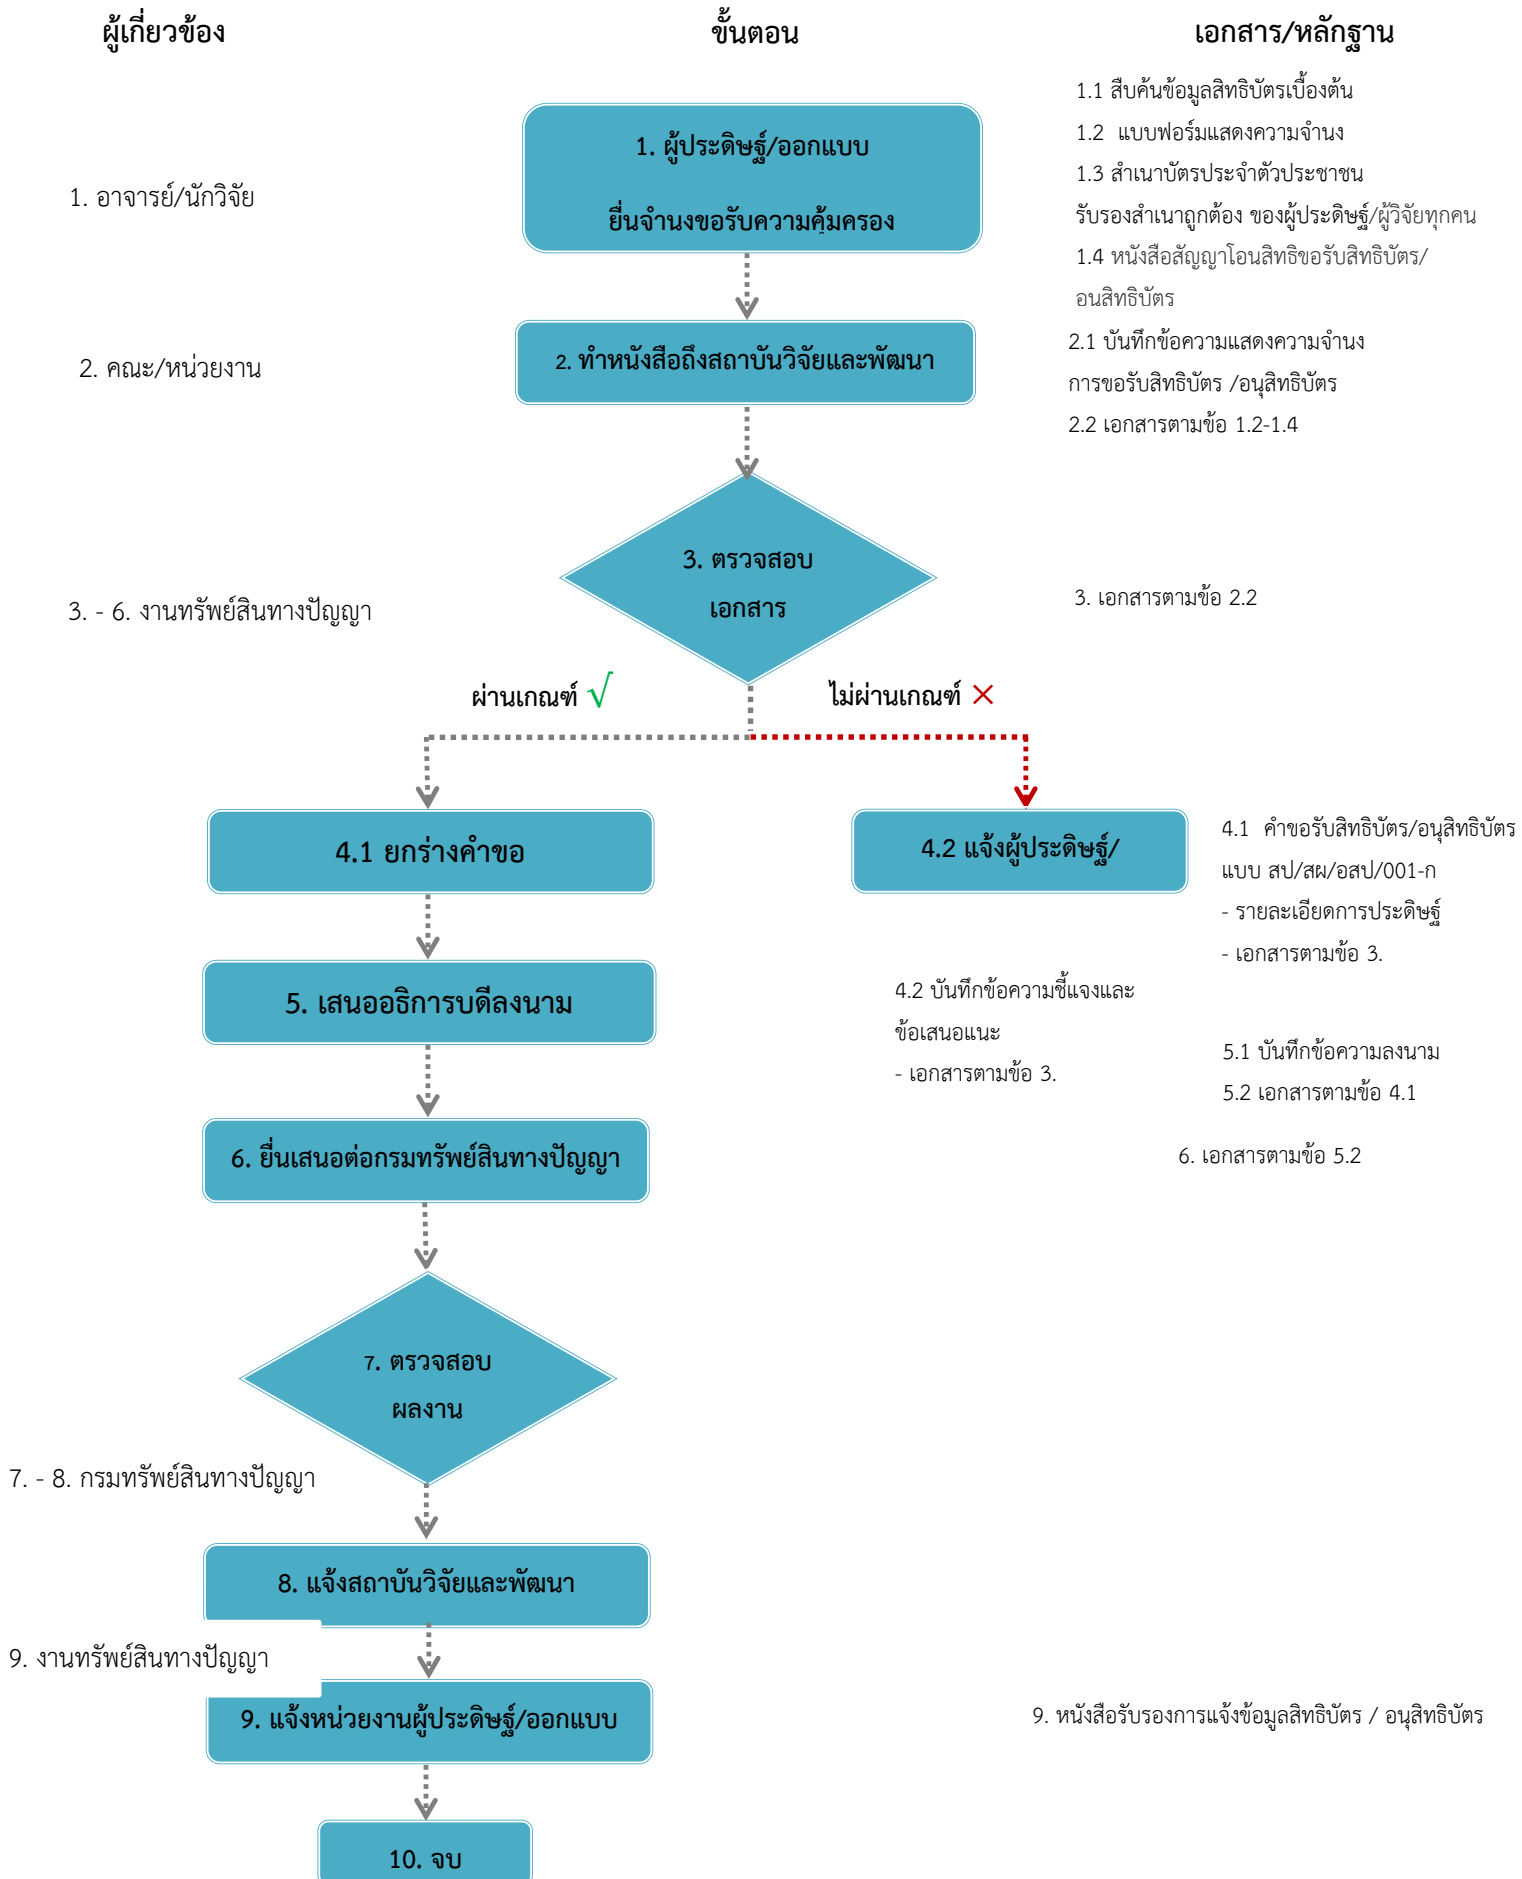 ผู้เกี่ยวข้อง
ขั้นตอน
เอกสาร/หลักฐาน
1. อาจารย์/นักวิจัย
1. ผู้ประดิษฐ์/ออกแบบ
ยื่นจำนงขอรับความคุ้มครอง
1.1 สืบค้นข้อมูลสิทธิบัตรเบื้องต้น
1.2 แบบฟอร์มแสดงความจำนง
1.3 สำเนาบัตรประจำตัวประชาชน
รับรองสำเนาถูกต้อง ของผู้ประดิษฐ์/ผู้วิจัยทุกคน
1.4 หนังสือสัญญาโอนสิทธิขอรับสิทธิบัตร/
อนสิทธิบัตร
2. คณะ/หน่วยงาน
2. ทำหนังสือถึงสถาบันวิจัยและพัฒนา
2.1 บันทึกข้อความแสดงความจำนง
การขอรับสิทธิบัตร /อนุสิทธิบัตร
2.2 เอกสารตามข้อ 1.2-1.4
3. - 6. งานทรัพย์สินทางปัญญา
3. ตรวจสอบ
เอกสาร
3. เอกสารตามข้อ 2.2
ผ่านเกณฑ์ √
ไม่ผ่านเกณฑ์ ×
4.1 ยกร่างคำขอ
4.2 แจ้งผู้ประดิษฐ์/
4.1 คำขอรับสิทธิบัตร/อนุสิทธิบัตร
แบบ สป/สผ/อสป/001-ก
- รายละเอียดการประดิษฐ์
- เอกสารตามข้อ 3.
5. เสนออธิการบดีลงนาม
4.2 บันทึกข้อความชี้แจงและ
ข้อเสนอแนะ
- เอกสารตามข้อ 3.
5.1 บันทึกข้อความลงนาม
5.2 เอกสารตามข้อ 4.1
6. ยื่นเสนอต่อกรมทรัพย์สินทางปัญญา
6. เอกสารตามข้อ 5.2
7. ตรวจสอบ
ผลงาน
7. - 8. กรมทรัพย์สินทางปัญญา
8. แจ้งสถาบันวิจัยและพัฒนา
9. งานทรัพย์สินทางปัญญา
9. แจ้งหน่วยงานผู้ประดิษฐ์/ออกแบบ
9. หนังสือรับรองการแจ้งข้อมูลสิทธิบัตร / อนุสิทธิบัตร
10. จบ